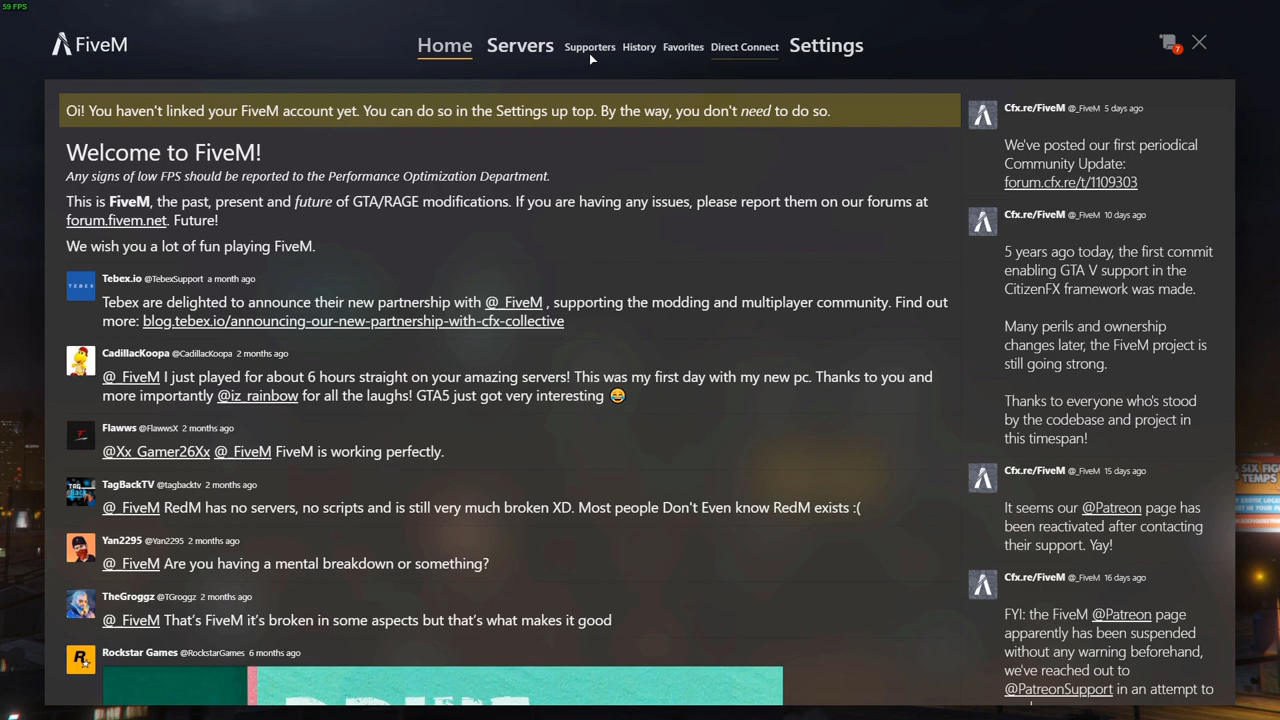 59 FPS
FiveM
Home Servers Supporters History Favorites Direct Connect Settings
7
Oi! You haven't linked your FiveM account yet. You can do so in the Settings up top. By the way, you don't need to do so.
Welcome to FiveM!
Any signs of low FPS should be reported to the Performance Optimization Department.
This is FiveM, the past, present and future of GTA/RAGE modifications. If you are having any issues, please report them on our forums at
forum.fivem.net. Future!
We wish you a lot of fun playing FiveM.
TEBEX
Tebex.io @TebexSupport a month ago
Tebex are delighted to announce their new partnership with @_FiveM , supporting the modding and multiplayer community. Find out
more: blog.tebex.io/announcing-our-new-partnership-with-cfx-collective
CadillacKoopa @CadillacKoopa 2 months ago
@_FiveM I just played for about 6 hours straight on your amazing servers! This was my first day with my new pc. Thanks to you and
more importantly @iz_rainbow for all the laughs! GTA5 just got very interesting 😂
Flawws @FlawwsX 2 months ago
@Xx_Gamer26Xx @_FiveM FiveM is working perfectly.
TagBackTV @tagbacktv 2 months ago
@_FiveM RedM has no servers, no scripts and is still very much broken XD. Most people Don't Even know RedM exists :(
Yan2295 @Yan2295 2 months ago
@_FiveM Are you having a mental breakdown or something?
TheGroggz @TGroggz 2 months ago
@_FiveM That's FiveM it's broken in some aspects but that's what makes it good
Rockstar Games @RockstarGames 6 months ago
Cfx.re/FiveM @_FiveM 5 days ago
We've posted our first periodical
Community Update:
forum.cfx.re/t/1109303
Cfx.re/FiveM @_FiveM 10 days ago
5 years ago today, the first commit
enabling GTA V support in the
CitizenFX framework was made.
Many perils and ownership
changes later, the FiveM project is
still going strong.
Thanks to everyone who's stood
by the codebase and project in
this timespan!
Cfx.re/FiveM @_FiveM 15 days ago
It seems our @Patreon page has
been reactivated after contacting
their support. Yay!
Cfx.re/FiveM @_FiveM 16 days ago
FYI: the FiveM @Patreon page
apparently has been suspended
without any warning beforehand,
we've reached out to
@PatreonSupport in an attempt to